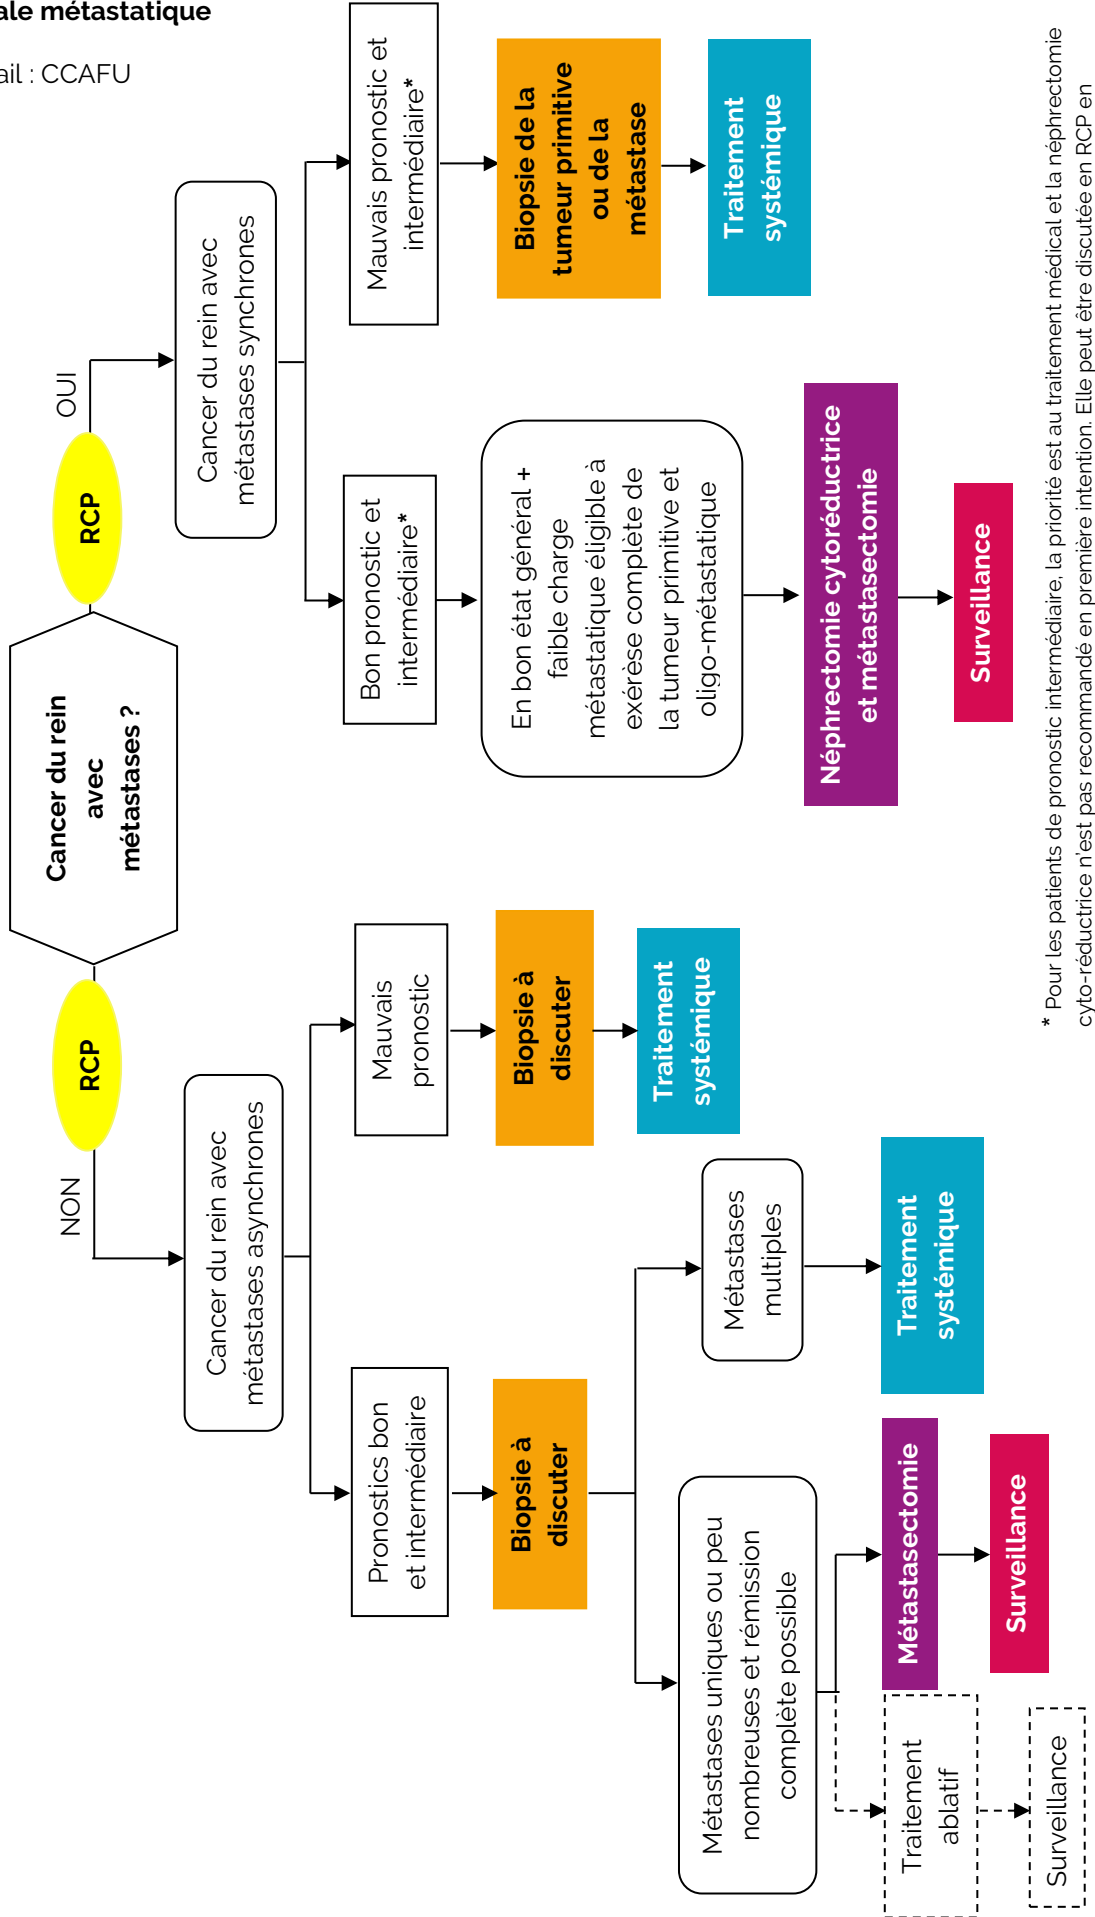 ale métastatique
ail : CCAFU
Cancer du rein
avec
métastases ?
RCP
NON
RCP
OUI
Cancer du rein avec
métastases asynchrones
Pronostics bon
et intermédiaire
Biopsie à
discuter
Métastases uniques ou peu
nombreuses et rémission
complète possible
Traitement
ablatif
Surveillance
Métastasectomie
Surveillance
Métastases
multiples
Traitement
systémique
Mauvais
pronostic
Biopsie à
discuter
Traitement
systémique
Cancer du rein avec
métastases synchrones
Bon pronostic et
intermédiaire*
En bon état général +
faible charge
métastatique éligible à
exérèse complète de
la tumeur primitive et
oligo-métastatique
Néphrectomie cytoréductrice
et métastasectomie
Surveillance
Mauvais pronostic et
intermédiaire*
Biopsie de la
tumeur primitive
ou de la
métastase
Traitement
systémique
* Pour les patients de pronostic intermédiaire, la priorité est au traitement médical et la néphrectomie
cyto-réductrice n'est pas recommandé en première intention. Elle peut être discutée en RCP en